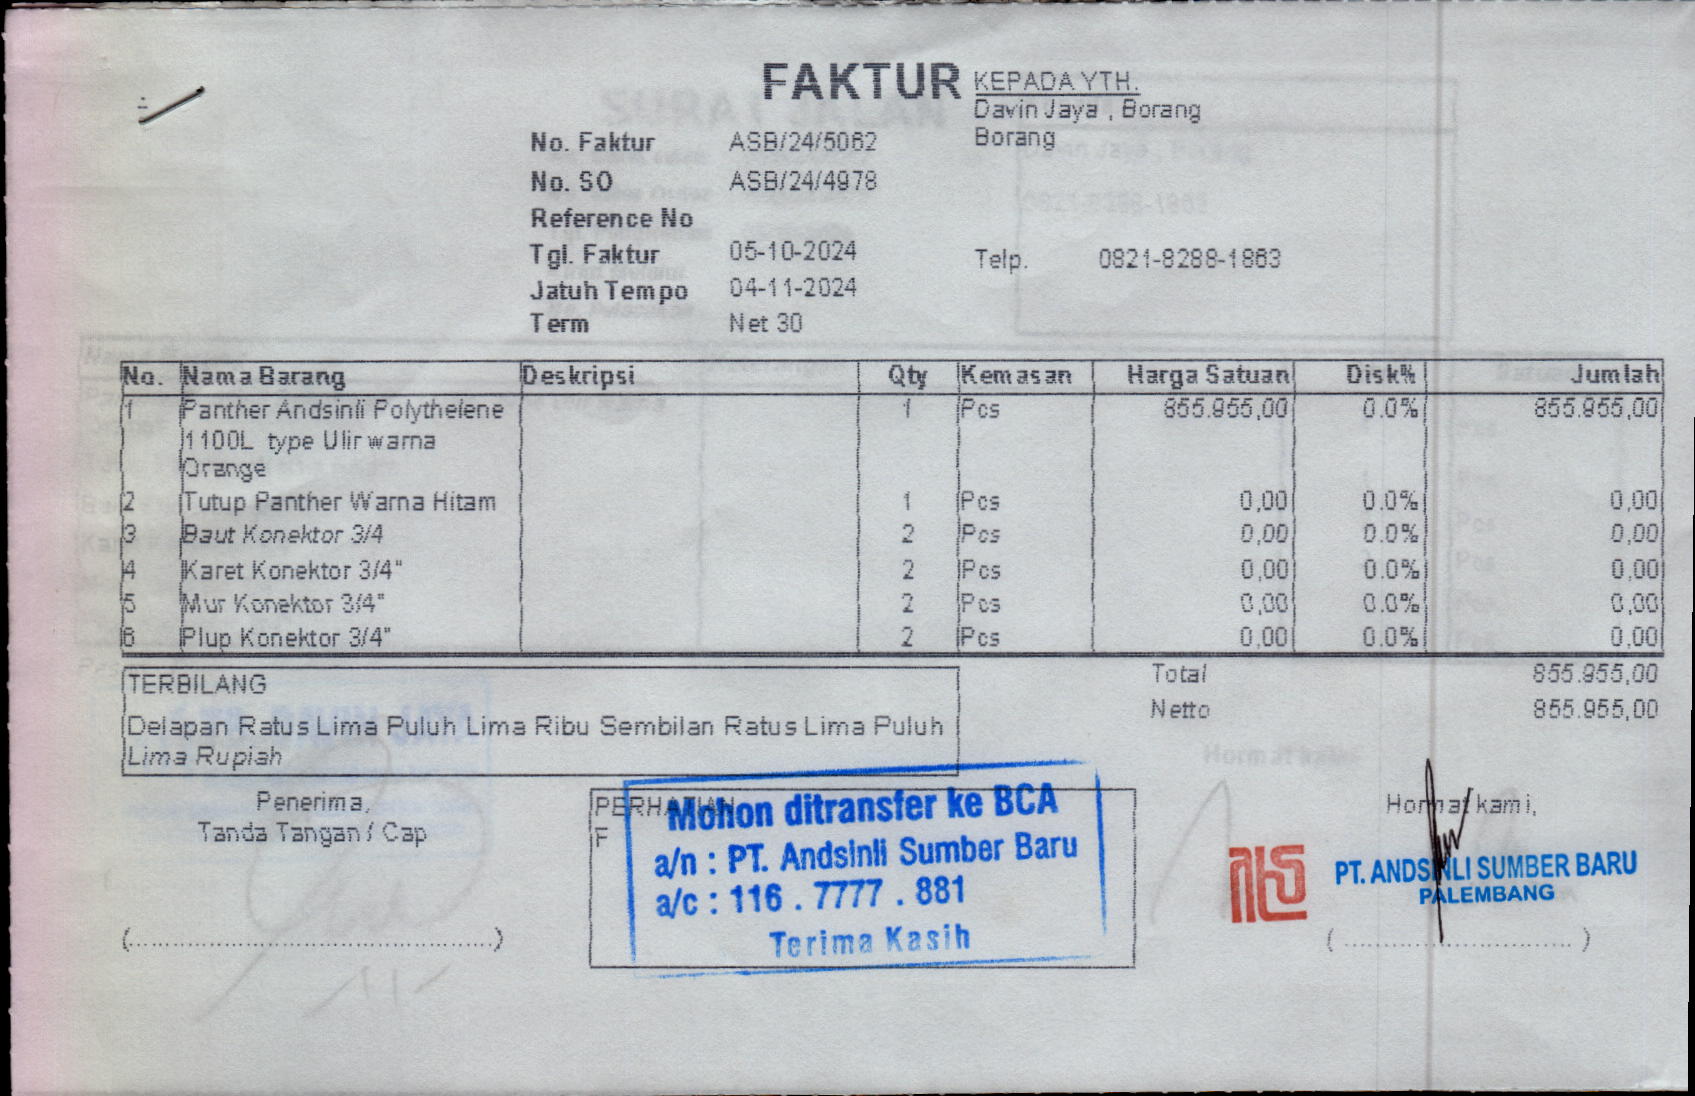 FAKTUR
KEPADA YTH.
Davin Jaya , Borang
Borang
No. Faktur ASB/24/5062
No. SO ASB/24/4978
Reference No
Tgl. Faktur 05-10-2024
Telp. 0821-8288-1863
Jatuh Tempo 04-11-2024
Term Net 30
No. Nama Barang Deskripsi Qty Kemasan Harga Satuan Disk% Jumlah
1 Panther Andsinli Polythelene 1 Pcs 855.955,00 0.0% 855.955,00
1100L type Ulir warna
Orange
2 Tutup Panther Warna Hitam 1 Pcs 0,00 0.0% 0,00
3 Baut Konektor 3/4 2 Pcs 0,00 0.0% 0,00
4 Karet Konektor 3/4" 2 Pcs 0,00 0.0% 0,00
5 Mur Konektor 3/4" 2 Pcs 0,00 0.0% 0,00
6 Plup Konektor 3/4" 2 Pcs 0,00 0.0% 0,00
Total 855.955,00
Netto 855.955,00
TERBILANG
Delapan Ratus Lima Puluh Lima Ribu Sembilan Ratus Lima Puluh
Lima Rupiah
Penerima,
Tanda Tangan / Cap
PERHATIAN
F
Mohon ditransfer ke BCA
a/n : PT. Andsinli Sumber Baru
a/c : 116 . 7777 . 881
Terima Kasih
Hormat kami,
PT. ANDSINLI SUMBER BARU
PALEMBANG